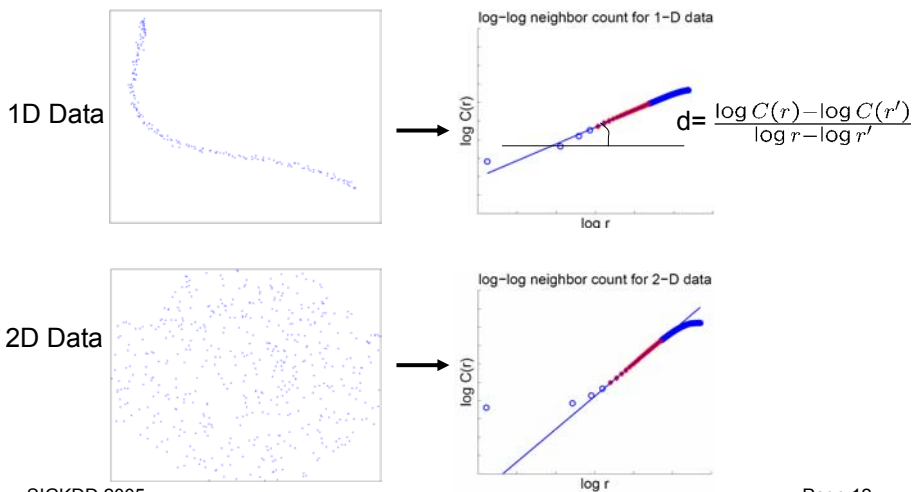 log-log neighbor count for 1-D data
1D Data
log C(r)
d= \frac{\log C(r) - \log C(r')}{\log r - \log r'}
log r
log-log neighbor count for 2-D data
2D Data
log C(r)
log r